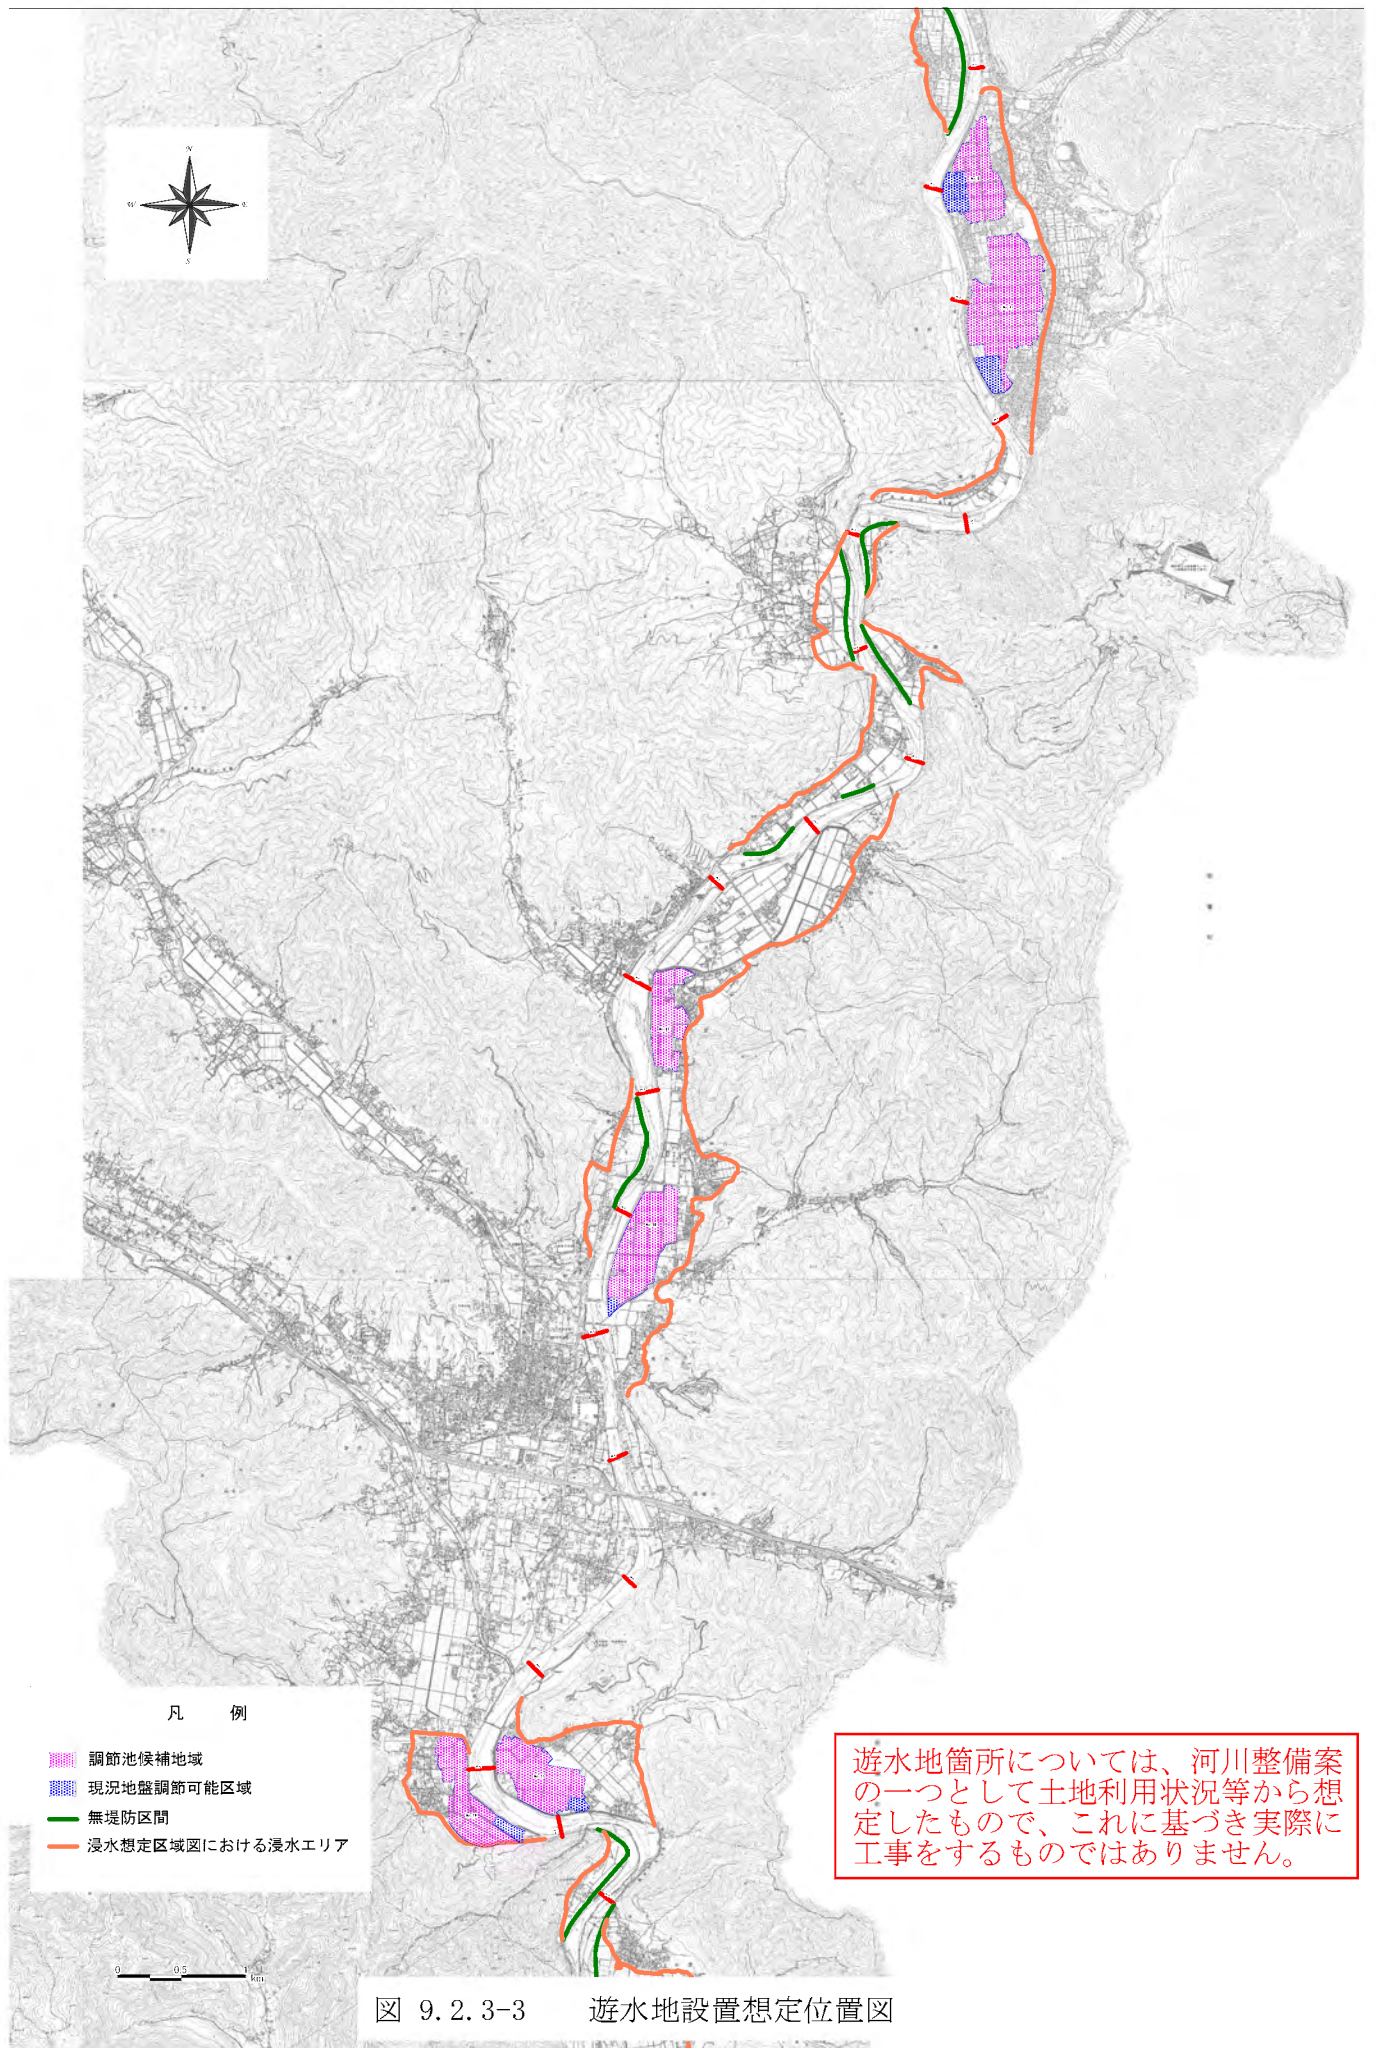 N
W
E
S
凡 例
調節池候補地域
現況地盤調節可能区域
無堤防区間
浸水想定区域図における浸水エリア
遊水地箇所については、河川整備案
の一つとして土地利用状況等から想
定したもので、これに基づき実際に
工事をするものではありません。
0 0.5 1
km
図 9.2.3-3 遊水地設置想定位置図